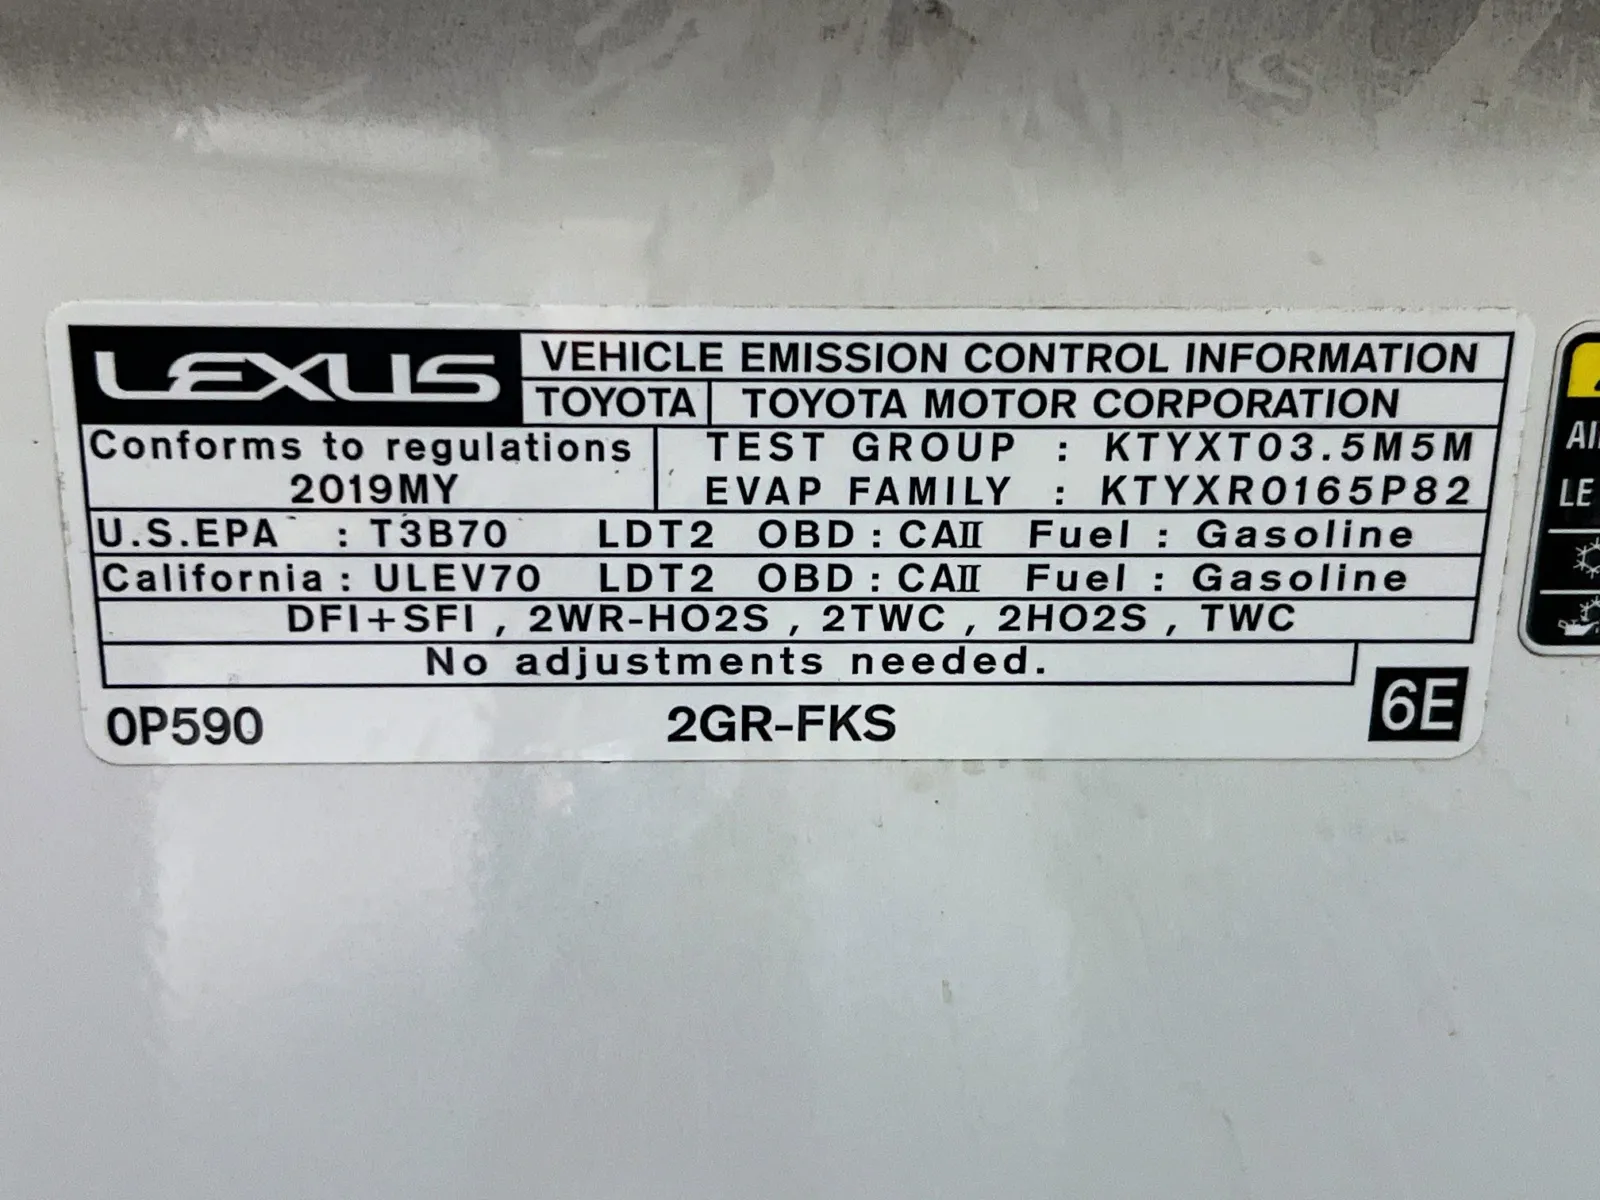 LEXUS VEHICLE EMISSION CONTROL INFORMATION
TOYOTA TOYOTA MOTOR CORPORATION
Conforms to regulations TEST GROUP : KTYXT03.5M5M
2019MY EVAP FAMILY : KTYXR0165P82
U.S.EPA : T3B70 LDT2 OBD : CAⅡ Fuel : Gasoline
California : ULEV70 LDT2 OBD : CAⅡ Fuel : Gasoline
DFI+SFI , 2WR-HO2S , 2TWC , 2HO2S , TWC
No adjustments needed.
0P590 2GR-FKS 6E
LE